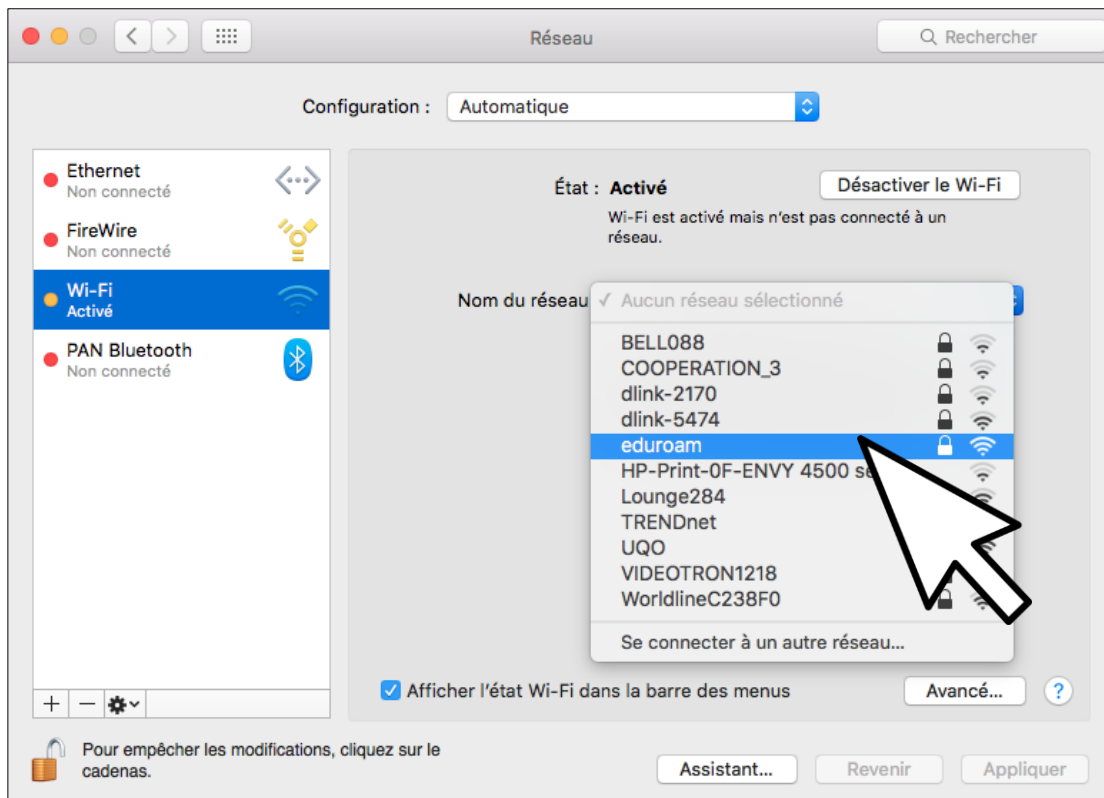 Réseau
Rechercher
Configuration : Automatique
Ethernet
Non connecté
FireWire
Non connecté
Wi-Fi
Activé
PAN Bluetooth
Non connecté
État : Activé
Désactiver le Wi-Fi
Wi-Fi est activé mais n'est pas connecté à un
réseau.
Nom du réseau
Aucun réseau sélectionné
BELL088
COOPERATION_3
dlink-2170
dlink-5474
eduroam
HP-Print-0F-ENVY 4500 se
Lounge284
TRENDnet
UQO
VIDEOTRON1218
WorldlineC238F0
Se connecter à un autre réseau...
Afficher l'état Wi-Fi dans la barre des menus
Avancé...
?
Pour empêcher les modifications, cliquez sur le
cadenas.
Assistant...
Revenir
Appliquer